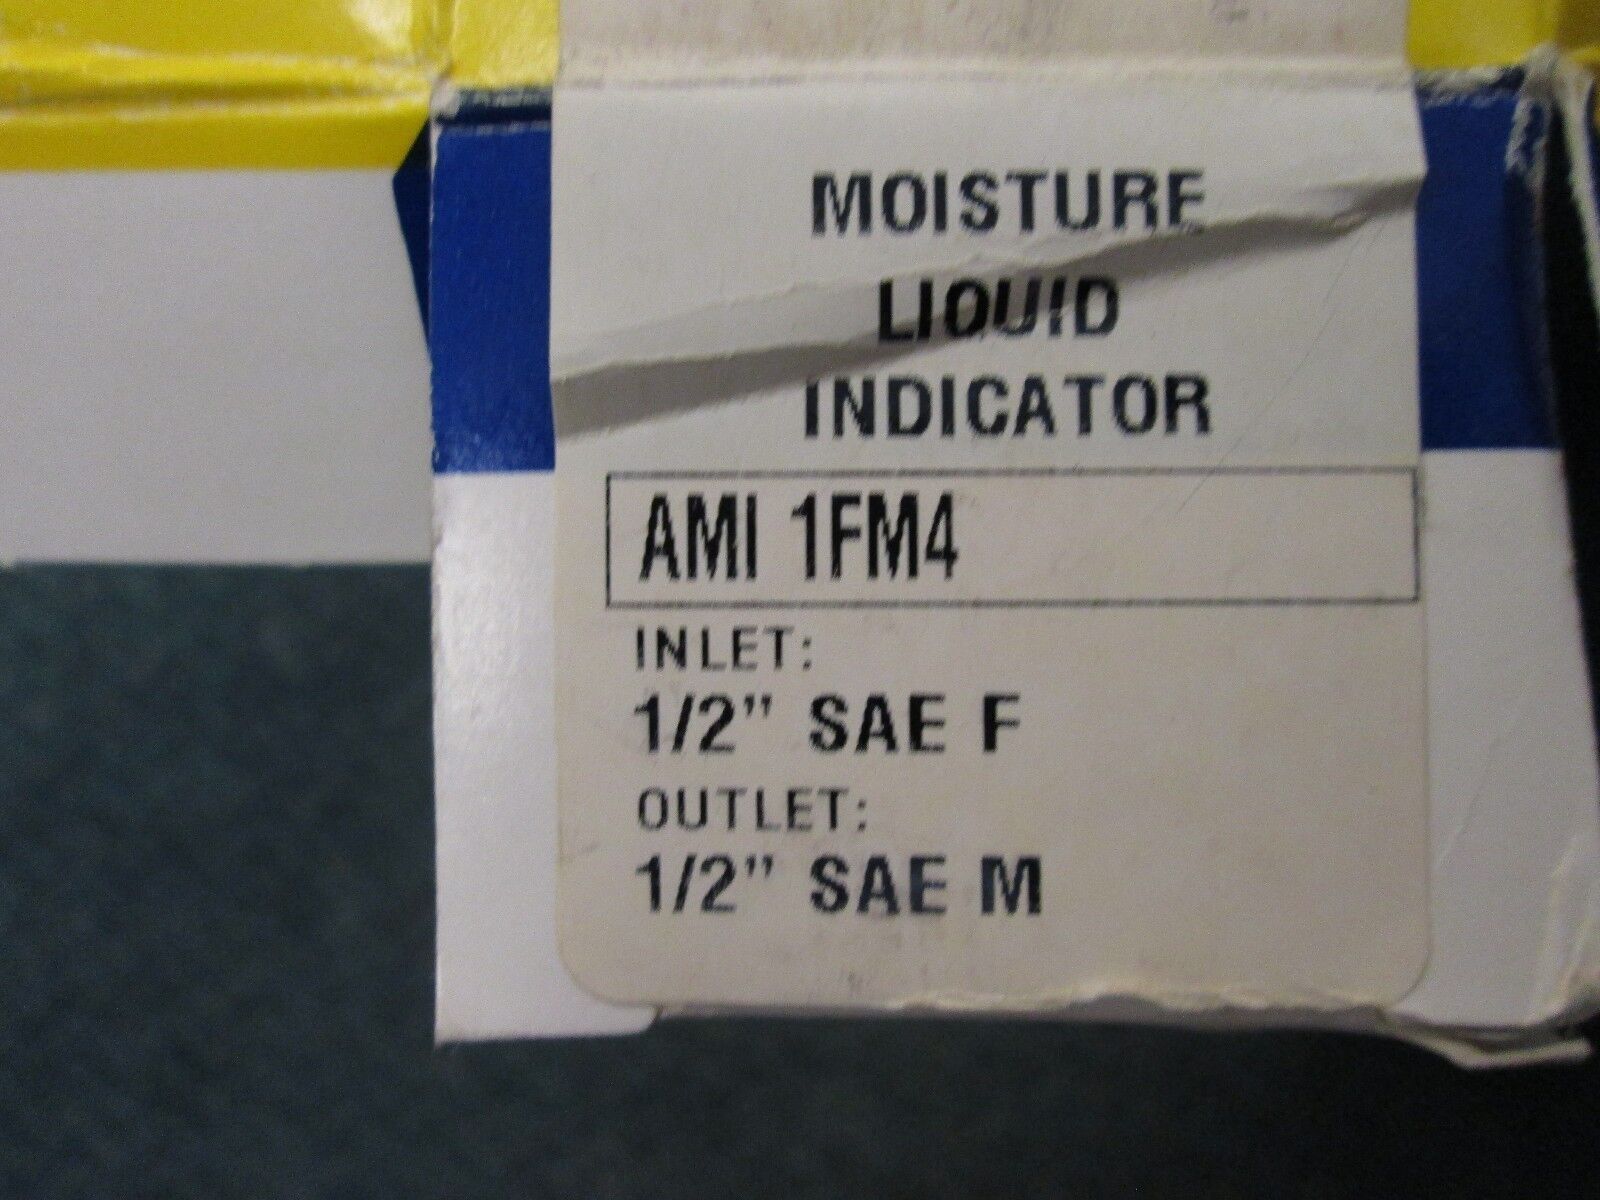 MOISTURE
LIQUID
INDICATOR
AMI 1FM4
INLET:
1/2" SAE F
OUTLET:
1/2" SAE M